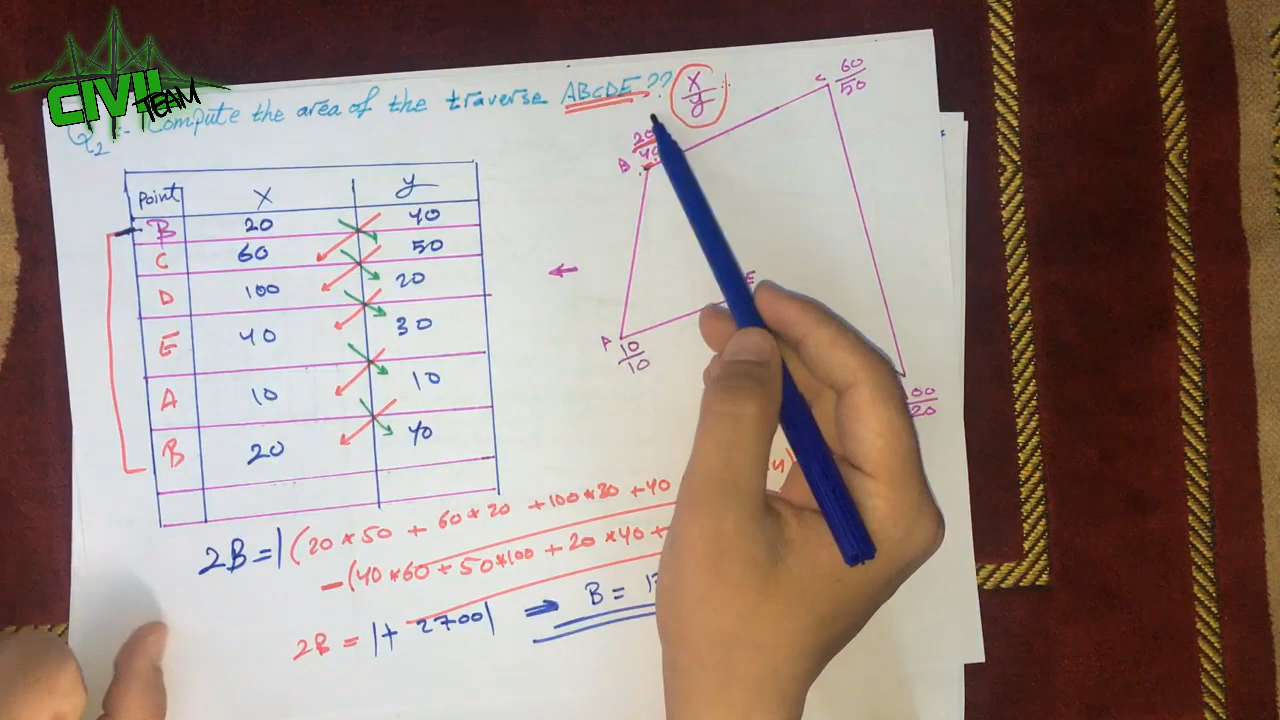 CIVIL
TEAM
Q2:- Compute the area of the traverse ABCDE ??
X
y
C 60
50
B
A 10
10
E
20
Point X y
B 20 40
C 60 50
D 100 20
E 40 30
A 10 10
B 20 40
2B = |(20*50 + 60*20 + 100*20 + 40
-(40*60 + 50*100 + 20*40 +
2B = |+ 2700| ⇒ B =